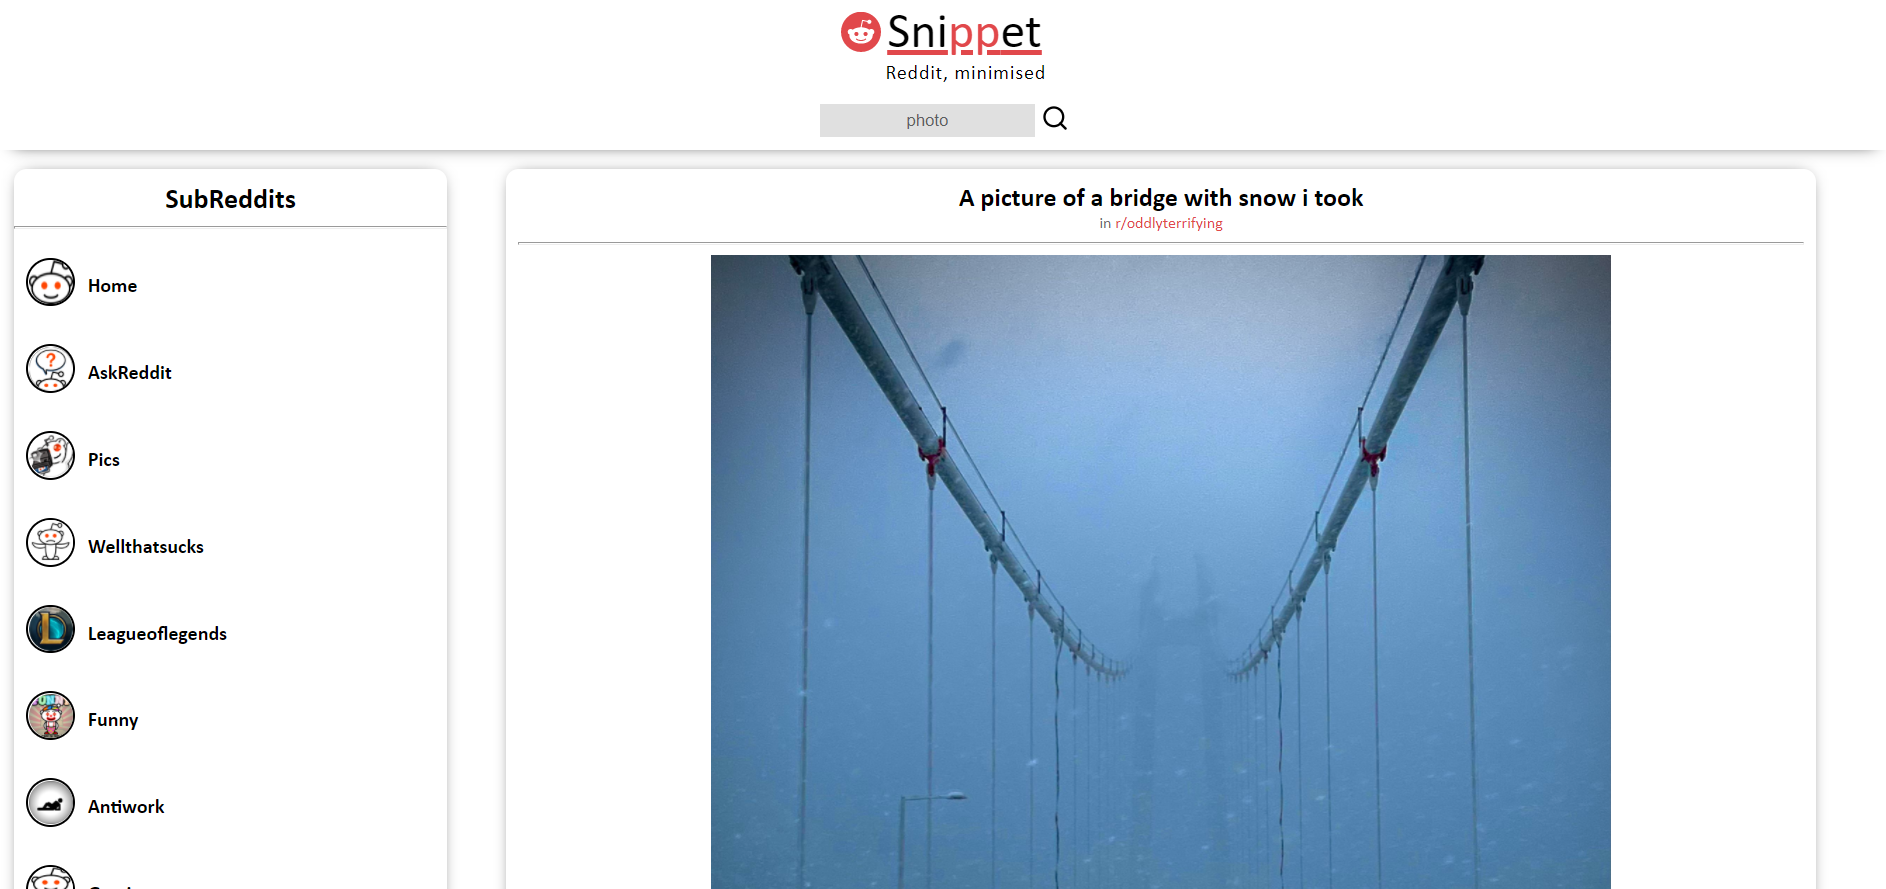 Snippet
Reddit, minimised
photo
SubReddits
Home
AskReddit
Pics
Wellthatsucks
Leagueoflegends
Funny
Antiwork
A picture of a bridge with snow i took
in r/oddlyterrifying